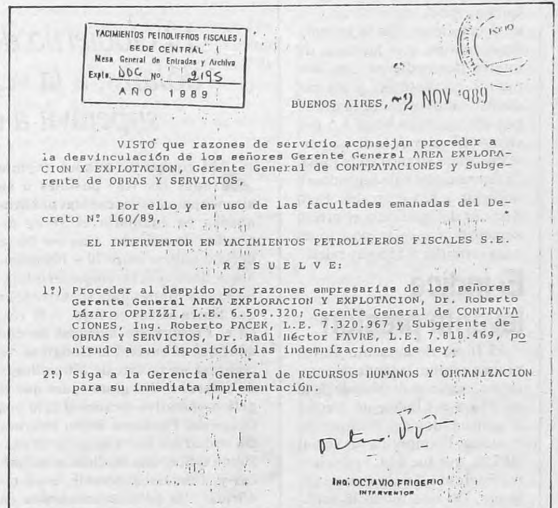 YACIMIENTOS PETROLIFEROS FISCALES
SEDE CENTRAL
Mesa General de Entradas y Archivo
Expte. DDG No. 2195
AÑO 1989
BUENOS AIRES, ~2 NOV 1989
VISTO que razones de servicio aconsejan proceder a
la desvinculación de los señores Gerente General AREA EXPLORA-
CION Y EXPLOTACION, Gerente General de CONTRATACIONES y Subge-
rente de OBRAS Y SERVICIOS,
Por ello y en uso de las facultades emanadas del De-
creto Nº 160/89,
EL INTERVENTOR EN YACIMIENTOS PETROLIFEROS FISCALES S.E.
R E S U E L V E:
1º) Proceder al despido por razones empresarias de los señores
Gerente General AREA EXPLORACION Y EXPLOTACION, Dr. Roberto
Lázaro OPPIZZI, L.E. 6.509.320; Gerente General de CONTRATA
CIONES, Ing. Roberto PACEK, L.E. 7.320.967 y Subgerente de
OBRAS Y SERVICIOS, Dr. Raúl Héctor FAVRE, L.E. 7.818.469, po
niendo a su disposición las indemnizaciones de ley.
2º) Siga a la Gerencia General de RECURSOS HUMANOS Y ORGANIZACION
para su inmediata implementación.
ING. OCTAVIO FRIGERIO
INTERVENTOR